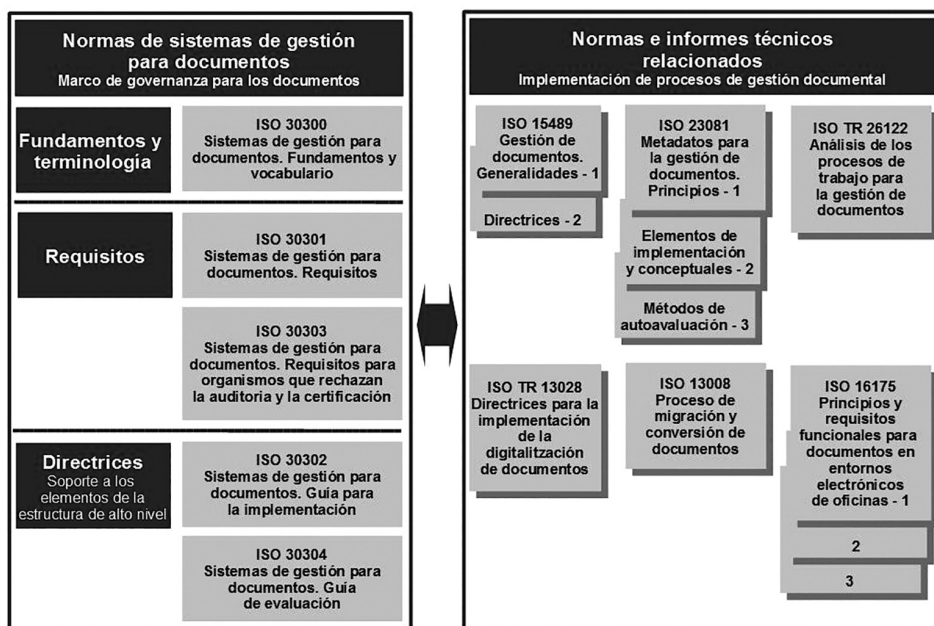 Normas de sistemas de gestión
para documentos
Marco de governanza para los documentos
Fundamentos y
terminología
ISO 30300
Sistemas de gestión para
documentos. Fundamentos y
vocabulario
Requisitos
ISO 30301
Sistemas de gestión para
documentos. Requisitos
ISO 30303
Sistemas de gestión para
documentos. Requisitos para
organismos que rechazan
la auditoria y la certificación
Directrices
Soporte a los
elementos de la
estructura de alto nivel
ISO 30302
Sistemas de gestión para
documentos. Guía para
la implementación
ISO 30304
Sistemas de gestión para
documentos. Guía
de evaluación
Normas e informes técnicos
relacionados
Implementación de procesos de gestión documental
ISO 15489
Gestión de
documentos.
Generalidades - 1
Directrices - 2
ISO 23081
Metadatos para
la gestión de
documentos.
Principios - 1
Elementos de
implementación
y conceptuales - 2
Métodos de
autoavaluación - 3
ISO TR 26122
Análisis de los
procesos de
trabajo para
la gestión de
documentos
ISO TR 13028
Directrices para la
implementación
de la
digitalitzación de
documentos
ISO 13008
Proceso de
migración y
conversión de
documentos
ISO 16175
Principios y
requisitos
funcionales para
documentos en
entornos
electrónicos
de oficinas - 1
2
3